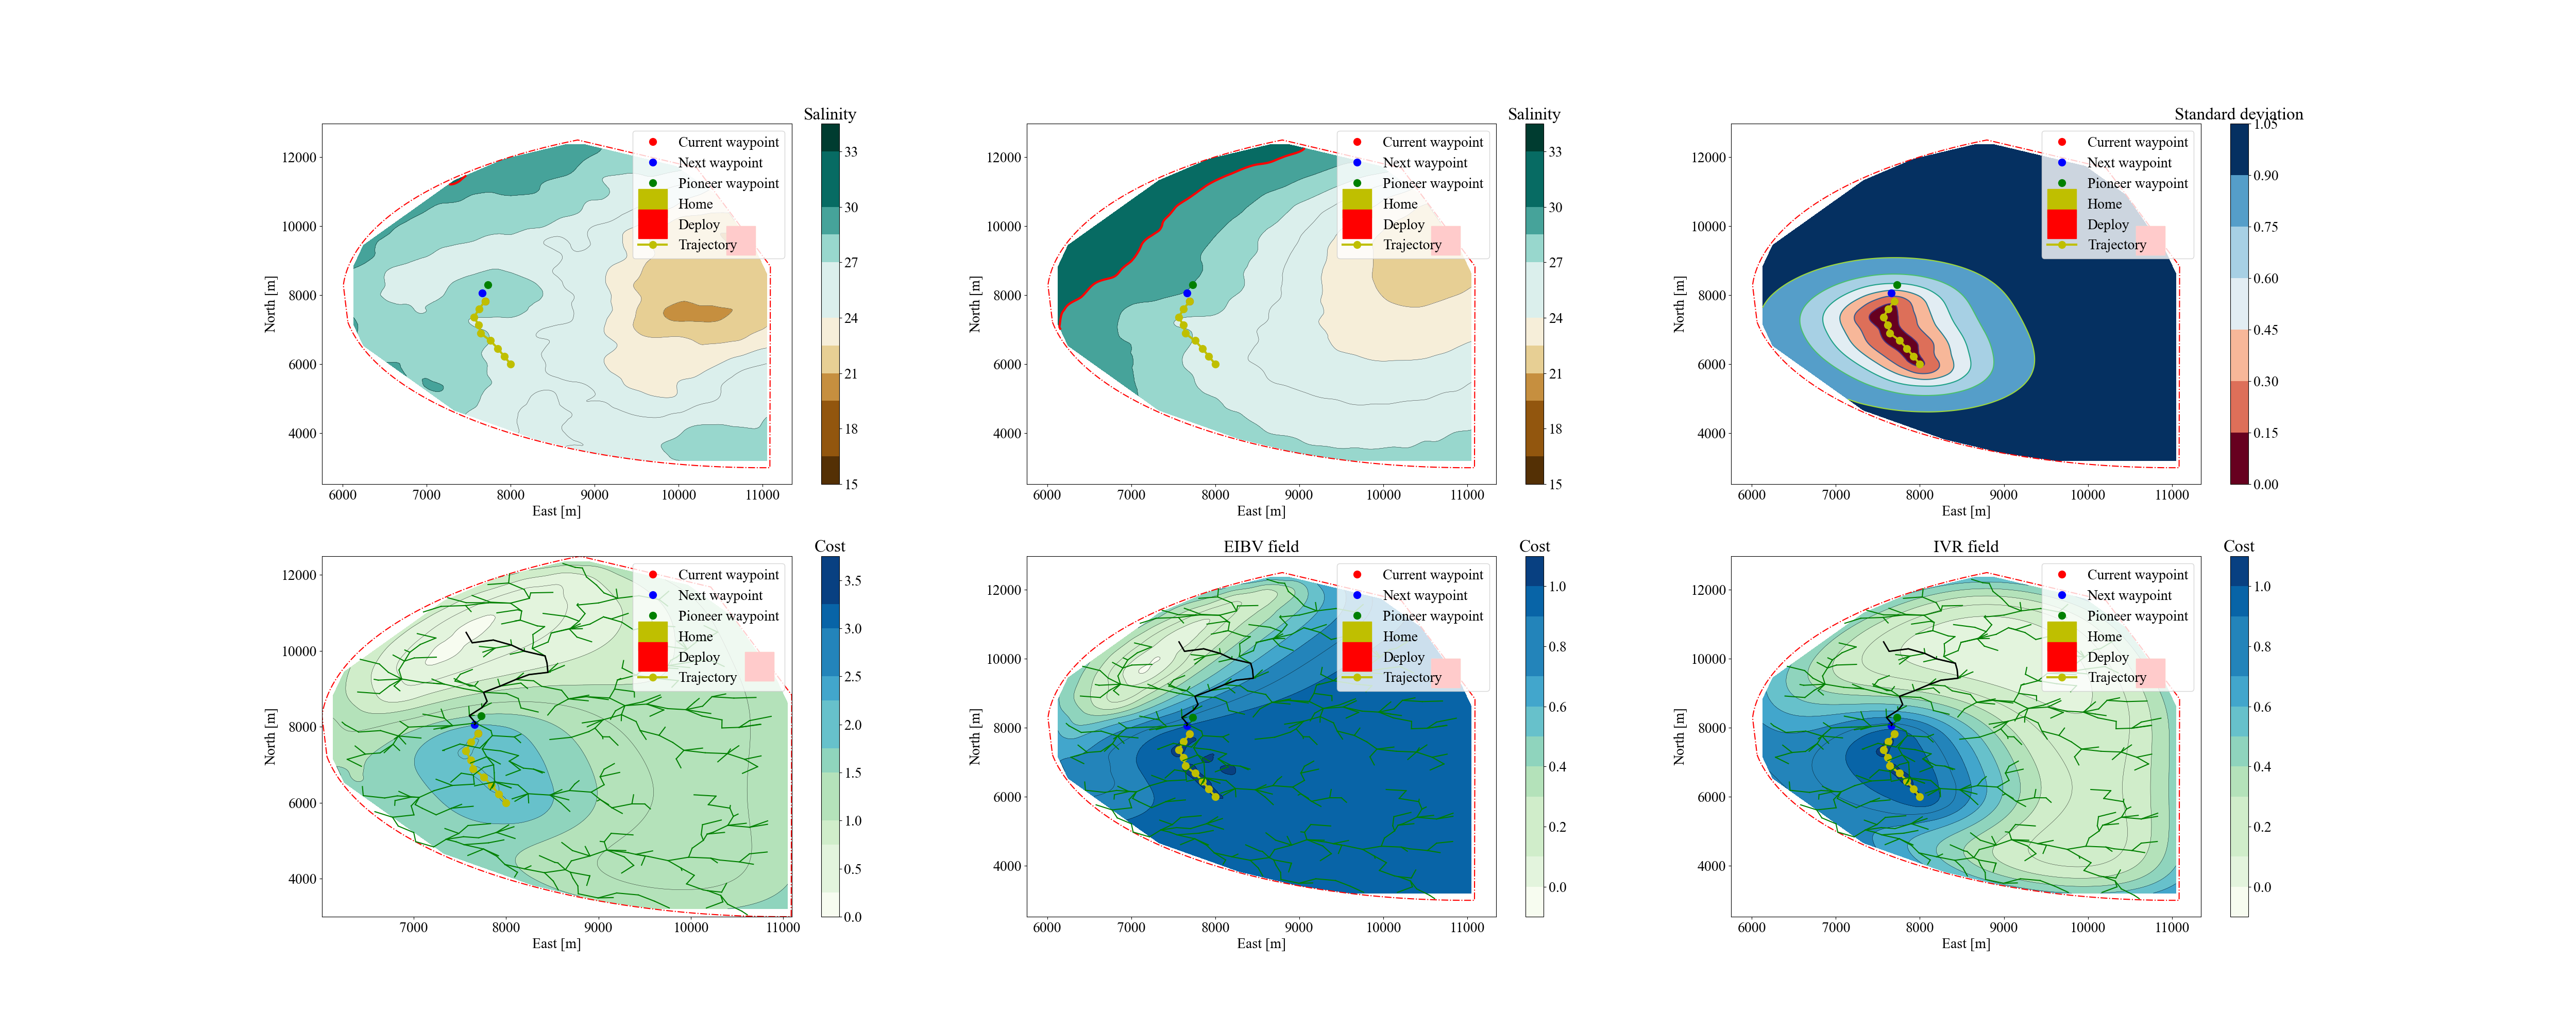 Salinity
12000
10000
8000
6000
4000
North [m]
6000 7000 8000 9000 10000 11000
East [m]
Current waypoint
Next waypoint
Pioneer waypoint
Home
Deploy
Trajectory
33
30
27
24
21
18
15
Salinity
12000
10000
8000
6000
4000
North [m]
6000 7000 8000 9000 10000 11000
East [m]
Current waypoint
Next waypoint
Pioneer waypoint
Home
Deploy
Trajectory
33
30
27
24
21
18
15
Standard deviation
12000
10000
8000
6000
4000
North [m]
6000 7000 8000 9000 10000 11000
East [m]
Current waypoint
Next waypoint
Pioneer waypoint
Home
Deploy
Trajectory
1.05
0.90
0.75
0.60
0.45
0.30
0.15
0.00
Cost
12000
10000
8000
6000
4000
North [m]
7000 8000 9000 10000 11000
East [m]
Current waypoint
Next waypoint
Pioneer waypoint
Home
Deploy
Trajectory
3.5
3.0
2.5
2.0
1.5
1.0
0.5
0.0
EIBV field
Cost
12000
10000
8000
6000
4000
North [m]
6000 7000 8000 9000 10000 11000
East [m]
Current waypoint
Next waypoint
Pioneer waypoint
Home
Deploy
Trajectory
1.0
0.8
0.6
0.4
0.2
0.0
IVR field
Cost
12000
10000
8000
6000
4000
North [m]
6000 7000 8000 9000 10000 11000
East [m]
Current waypoint
Next waypoint
Pioneer waypoint
Home
Deploy
Trajectory
1.0
0.8
0.6
0.4
0.2
0.0